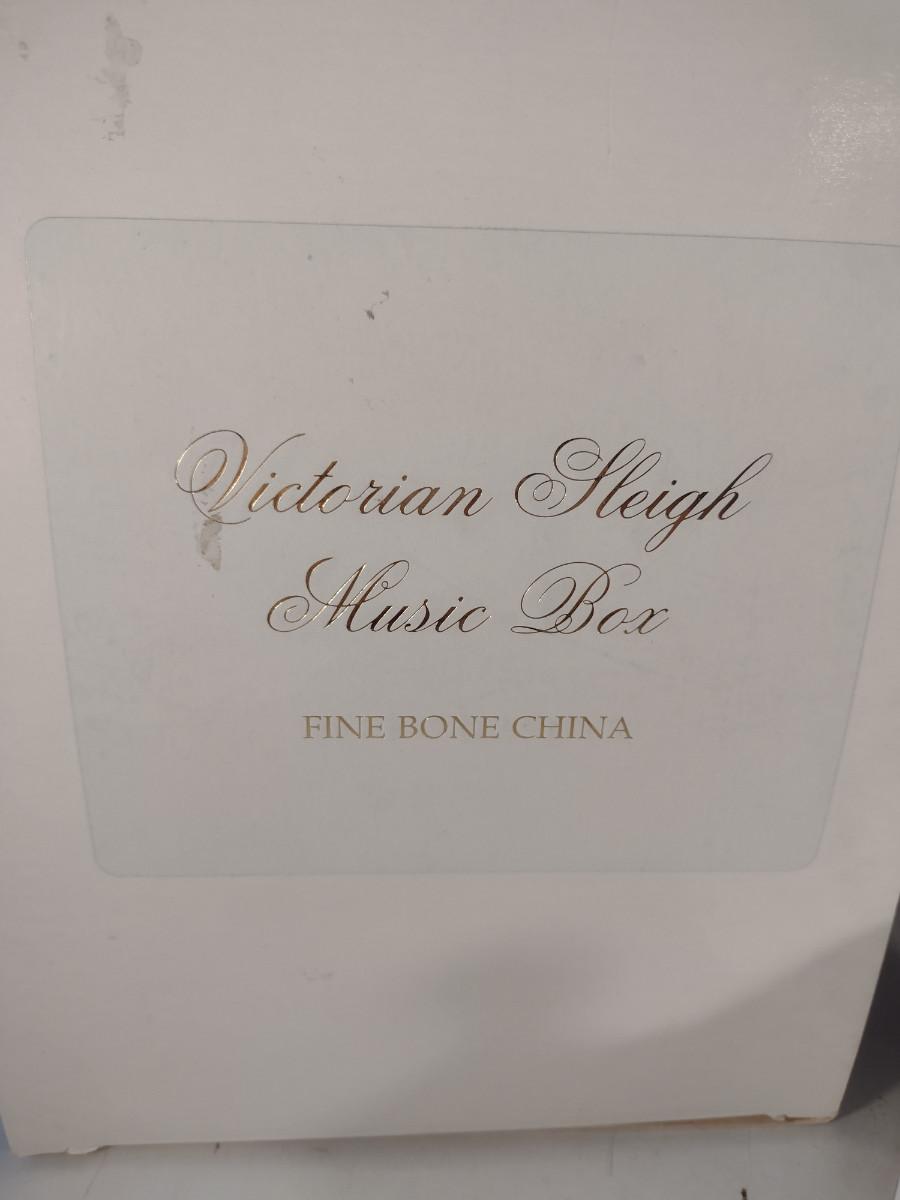 Victorian Sleigh
Music Box
FINE BONE CHINA